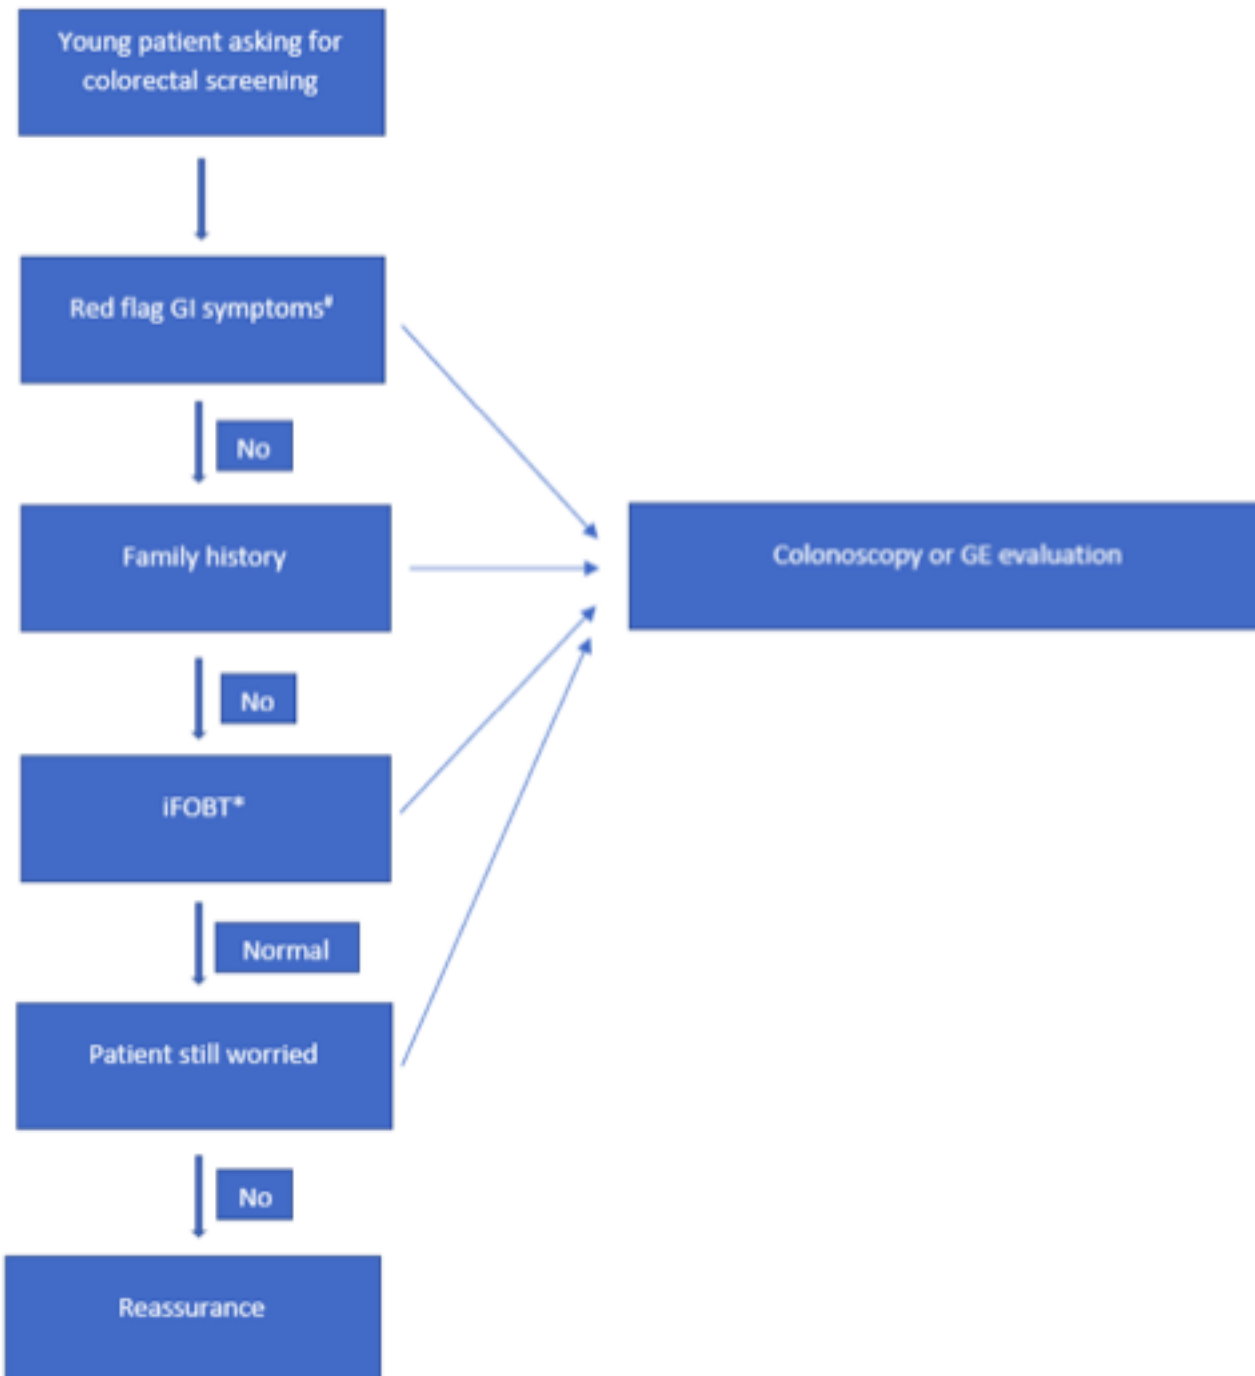 Young patient asking for
colorectal screening
Red flag GI symptoms#
No
Family history
Colonoscopy or GE evaluation
No
iFOBT*
Normal
Patient still worried
No
Reassurance